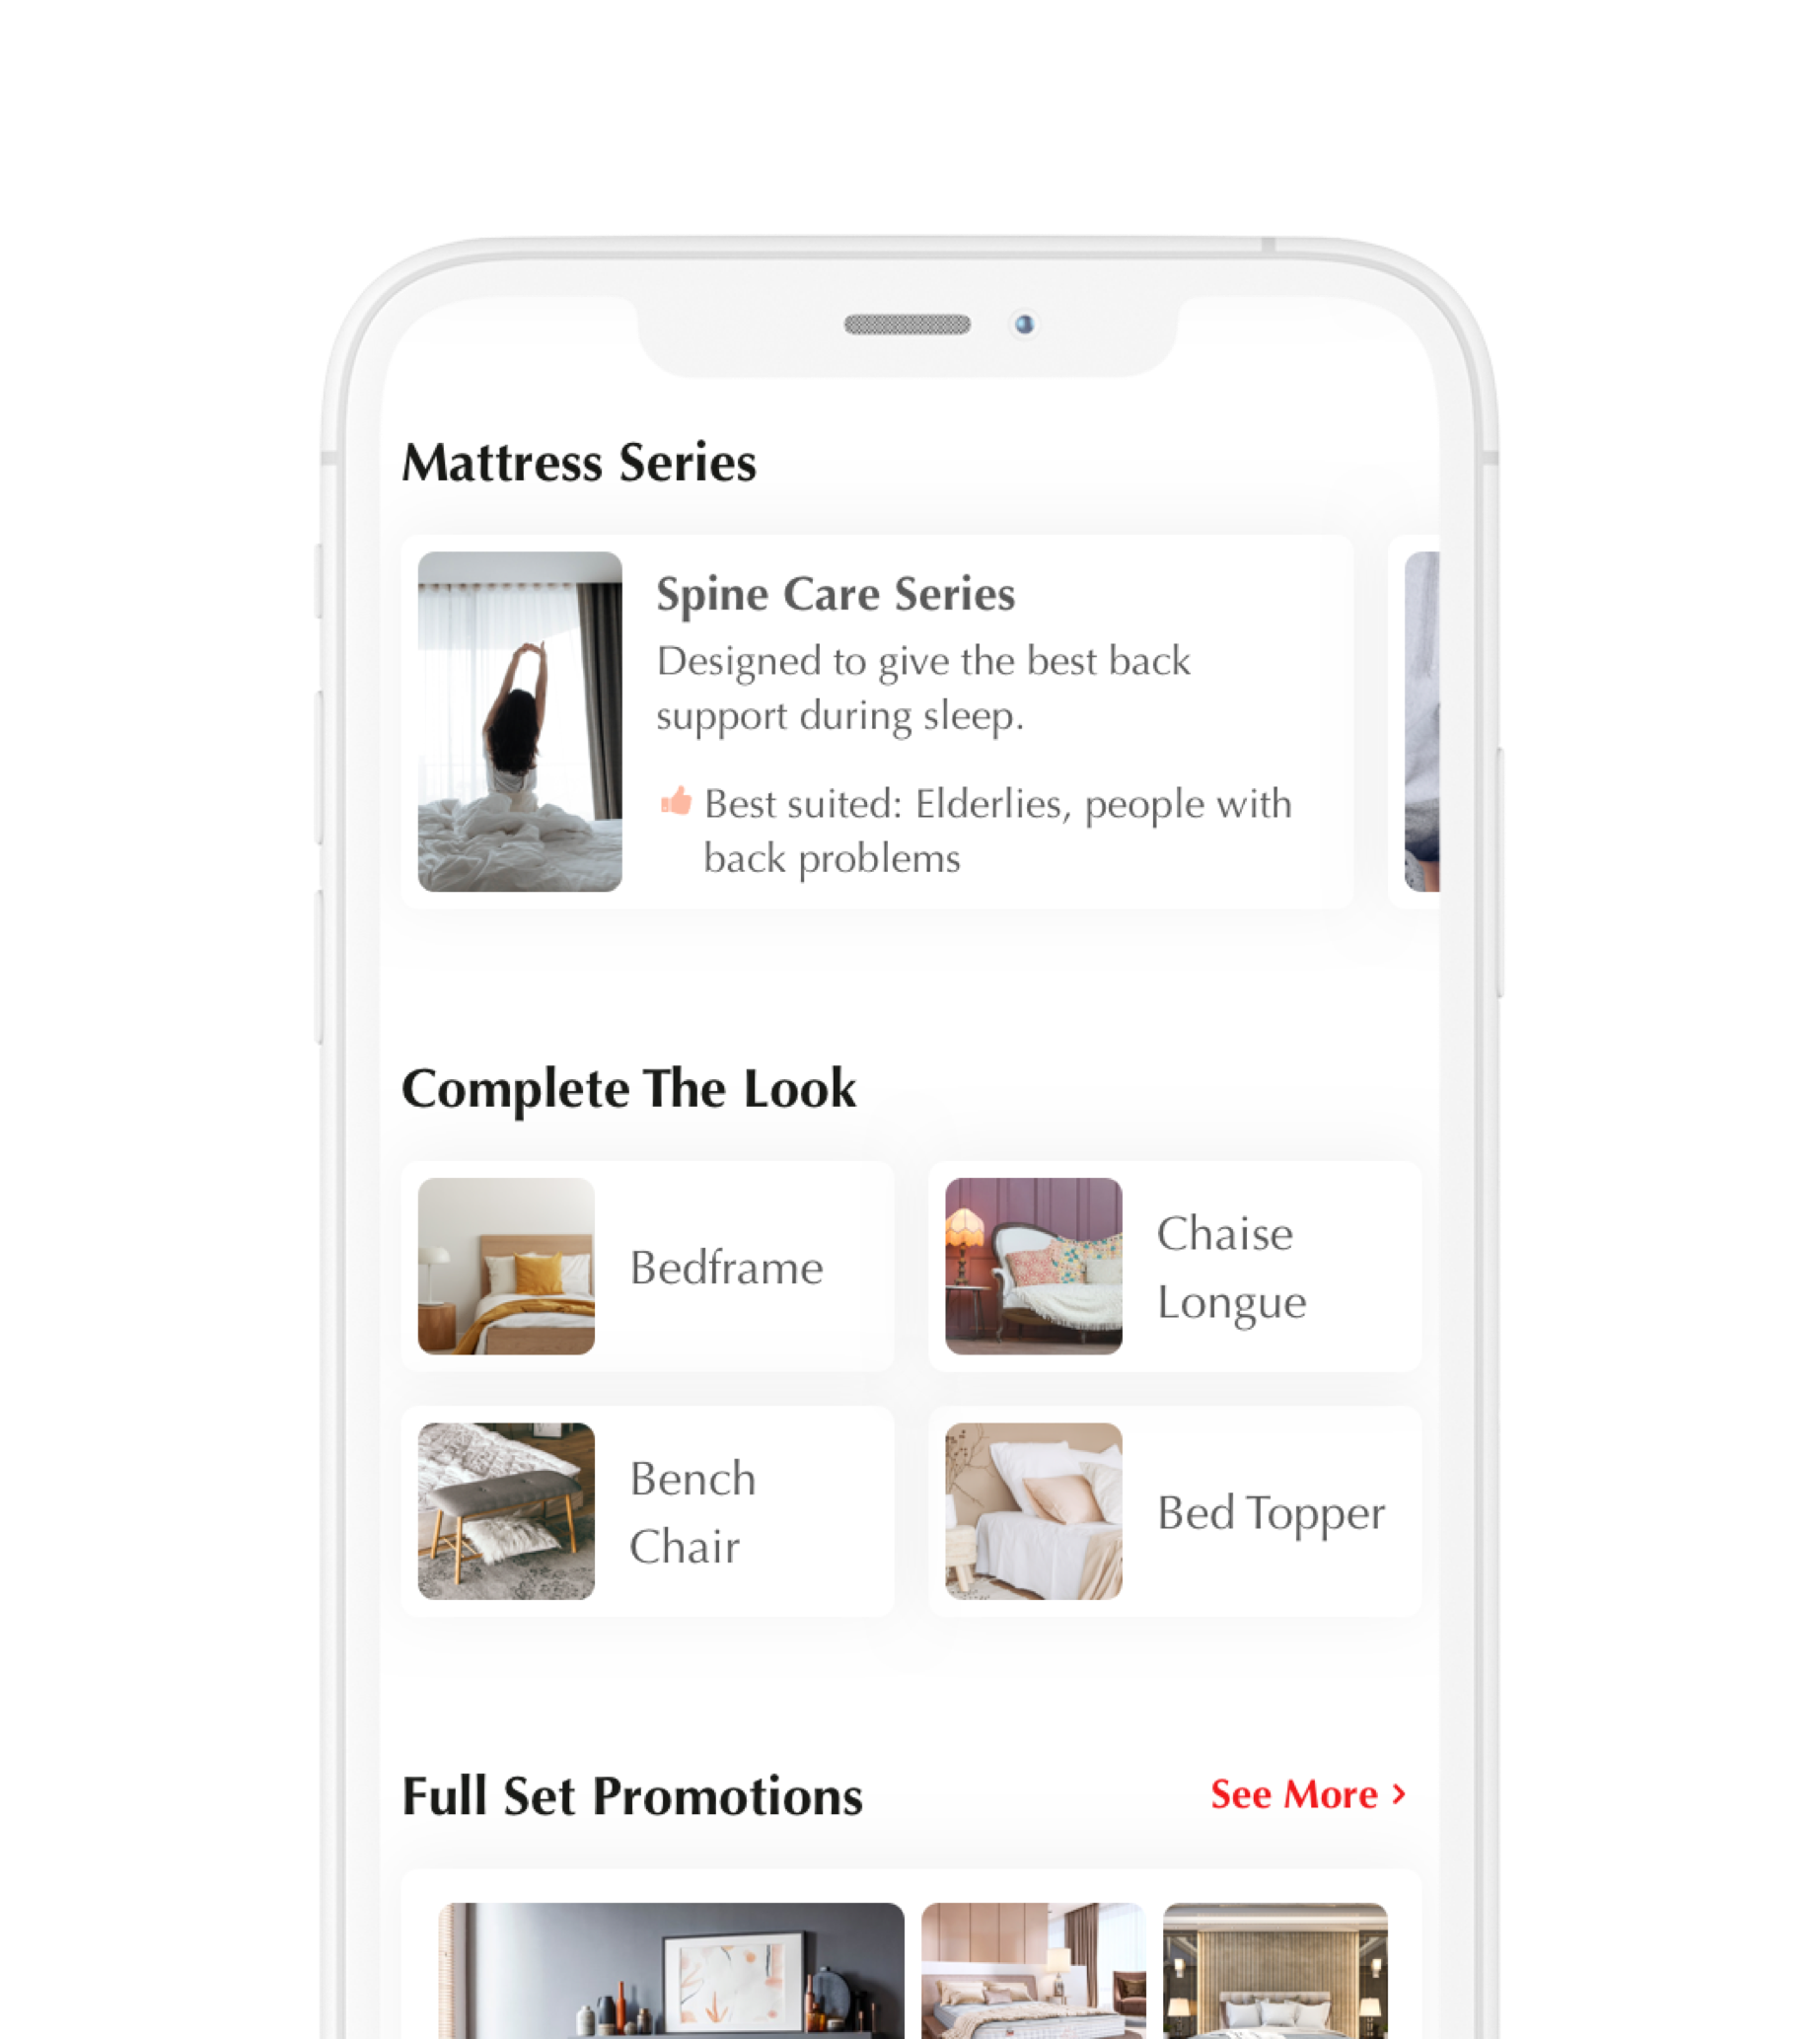 Mattress Series
Spine Care Series
Designed to give the best back
support during sleep.
Best suited: Elderlies, people with
back problems
Complete The Look
Bedframe
Chaise
Longue
Bench
Chair
Bed Topper
Full Set Promotions
See More >